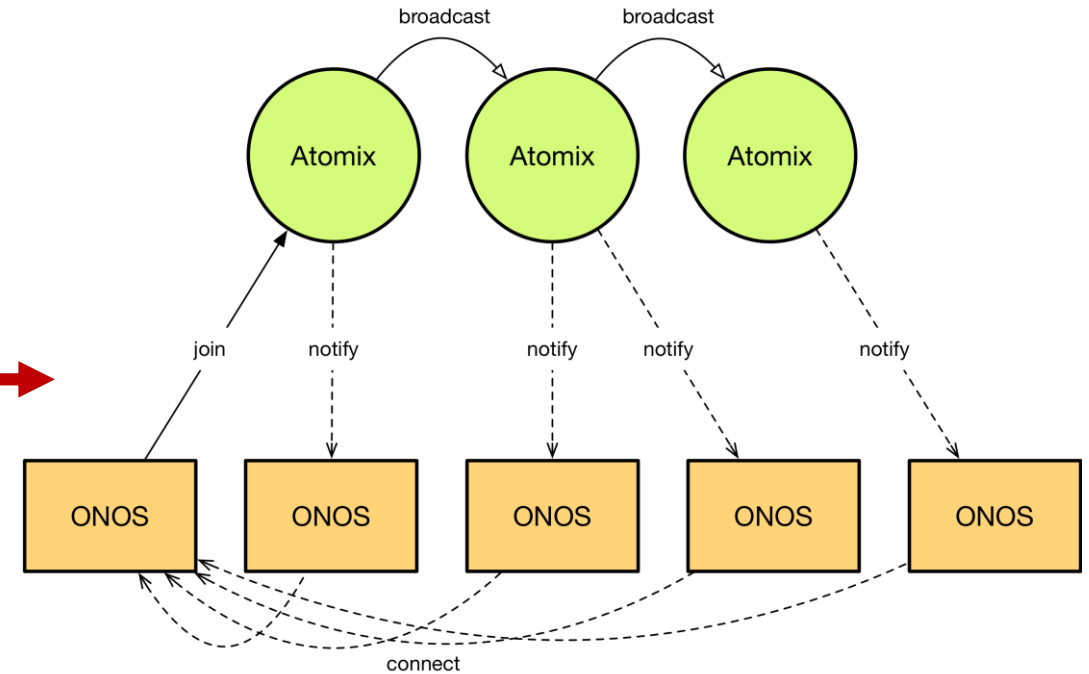 broadcast
broadcast
Atomix
Atomix
Atomix
join
notify
notify
notify
notify
ONOS
ONOS
ONOS
ONOS
ONOS
connect